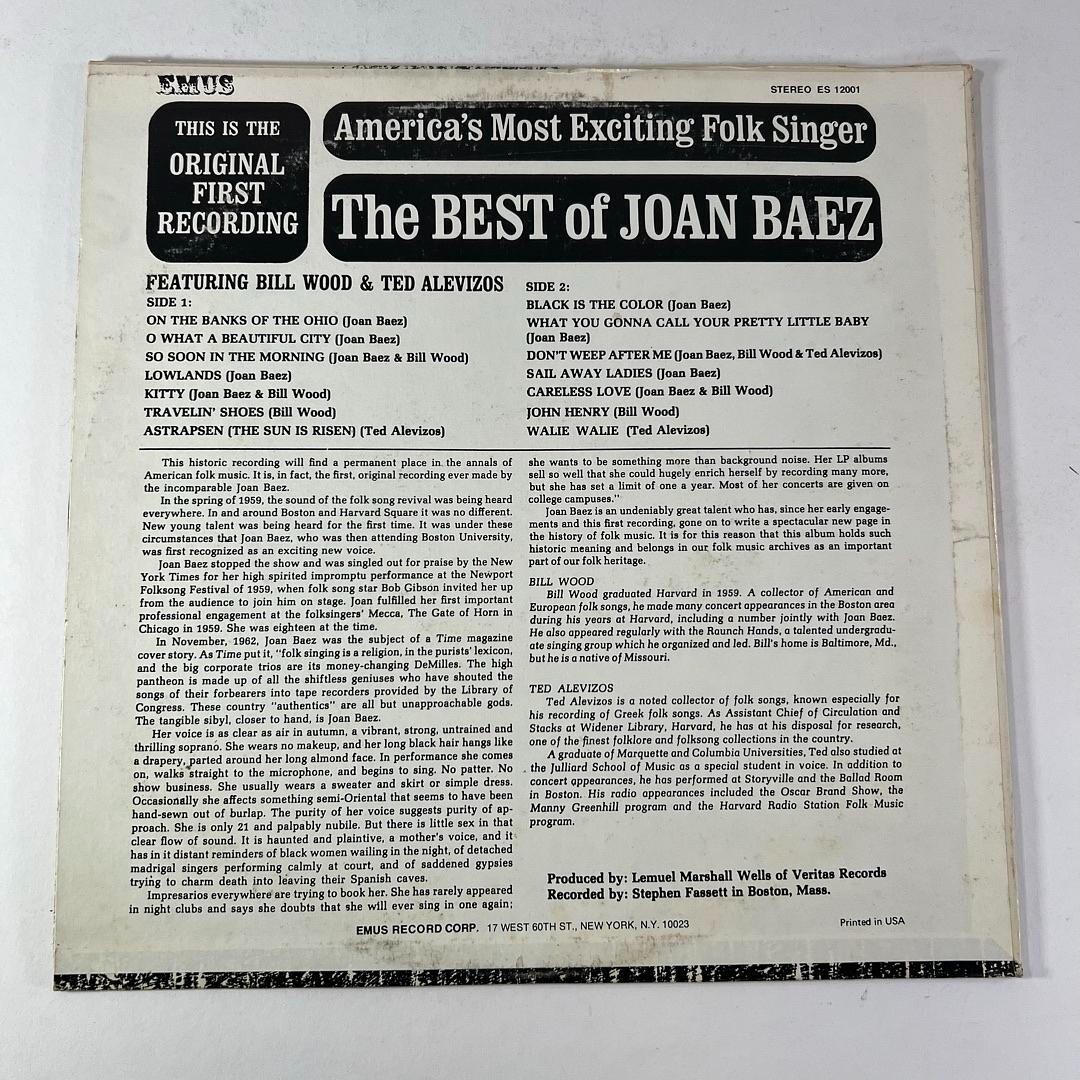 EMUS
STEREO ES 12001
THIS IS THE
ORIGINAL
FIRST
RECORDING
America's Most Exciting Folk Singer
The BEST of JOAN BAEZ
FEATURING BILL WOOD & TED ALEVIZOS
SIDE 1:
ON THE BANKS OF THE OHIO (Joan Baez)
O WHAT A BEAUTIFUL CITY (Joan Baez)
SO SOON IN THE MORNING (Joan Baez & Bill Wood)
LOWLANDS (Joan Baez)
KITTY (Joan Baez & Bill Wood)
TRAVELIN' SHOES (Bill Wood)
ASTRAPSEN (THE SUN IS RISEN) (Ted Alevizos)
SIDE 2:
BLACK IS THE COLOR (Joan Baez)
WHAT YOU GONNA CALL YOUR PRETTY LITTLE BABY
(Joan Baez)
DON'T WEEP AFTER ME (Joan Baez, Bill Wood & Ted Alevizos)
SAIL AWAY LADIES (Joan Baez)
CARELESS LOVE (Joan Baez & Bill Wood)
JOHN HENRY (Bill Wood)
WALIE WALIE (Ted Alevizos)
This historic recording will find a permanent place in the annals of
American folk music. It is, in fact, the first, original recording ever made by
the incomparable Joan Baez.
In the spring of 1959, the sound of the folk song revival was being heard
everywhere. In and around Boston and Harvard Square it was no different.
New young talent was being heard for the first time. It was under these
circumstances that Joan Baez, who was then attending Boston University,
was first recognized as an exciting new voice.
Joan Baez stopped the show and was singled out for praise by the New
York Times for her high spirited impromptu performance at the Newport
Folksong Festival of 1959, when folk song star Bob Gibson invited her up
from the audience to join him on stage. Joan fulfilled her first important
professional engagement at the folksingers' Mecca, The Gate of Horn in
Chicago in 1959. She was eighteen at the time.
In November, 1962, Joan Baez was the subject of a Time magazine
cover story. As Time put it, "folk singing is a religion, in the purists' lexicon,
and the big corporate trios are its money-changing DeMilles. The high
pantheon is made up of all the shiftless geniuses who have shouted the
songs of their forbearers into tape recorders provided by the Library of
Congress. These country "authentics" are all but unapproachable gods.
The tangible sibyl, closer to hand, is Joan Baez.
Her voice is as clear as air in autumn, a vibrant, strong, untrained and
thrilling soprano. She wears no makeup, and her long black hair hangs like
a drapery, parted around her long almond face. In performance she comes
on, walks straight to the microphone, and begins to sing. No patter. No
show business. She usually wears a sweater and skirt or simple dress.
Occasionally she affects something semi-Oriental that seems to have been
hand-sewn out of burlap. The purity of her voice suggests purity of ap-
proach. She is only 21 and palpably nubile. But there is little sex in that
clear flow of sound. It is haunted and plaintive, a mother's voice, and it
has in it distant reminders of black women wailing in the night, of detached
madrigal singers performing calmly at court, and of saddened gypsies
trying to charm death into leaving their Spanish caves.
Impresarios everywhere are trying to book her. She has rarely appeared
in night clubs and says she doubts that she will ever sing in one again;
she wants to be something more than background noise. Her LP albums
sell so well that she could hugely enrich herself by recording many more,
but she has set a limit of one a year. Most of her concerts are given on
college campuses."
Joan Baez is an undeniably great talent who has, since her early engage-
ments and this first recording, gone on to write a spectacular new page in
the history of folk music. It is for this reason that this album holds such
historic meaning and belongs in our folk music archives as an important
part of our folk heritage.
BILL WOOD
Bill Wood graduated Harvard in 1959. A collector of American and
European folk songs, he made many concert appearances in the Boston area
during his years at Harvard, including a number jointly with Joan Baez.
He also appeared regularly with the Raunch Hands, a talented undergradu-
ate singing group which he organized and led. Bill's home is Baltimore, Md.,
but he is a native of Missouri.
TED ALEVIZOS
Ted Alevizos is a noted collector of folk songs, known especially for
his recording of Greek folk songs. As Assistant Chief of Circulation and
Stacks at Widener Library, Harvard, he has at his disposal for research,
one of the finest folklore and folksong collections in the country.
A graduate of Marquette and Columbia Universities, Ted also studied at
the Julliard School of Music as a special student in voice. In addition to
concert appearances, he has performed at Storyville and the Ballad Room
in Boston. His radio appearances included the Oscar Brand Show, the
Manny Greenhill program and the Harvard Radio Station Folk Music
program.
Produced by: Lemuel Marshall Wells of Veritas Records
Recorded by: Stephen Fassett in Boston, Mass.
EMUS RECORD CORP. 17 WEST 60TH ST., NEW YORK, N.Y. 10023
Printed in USA